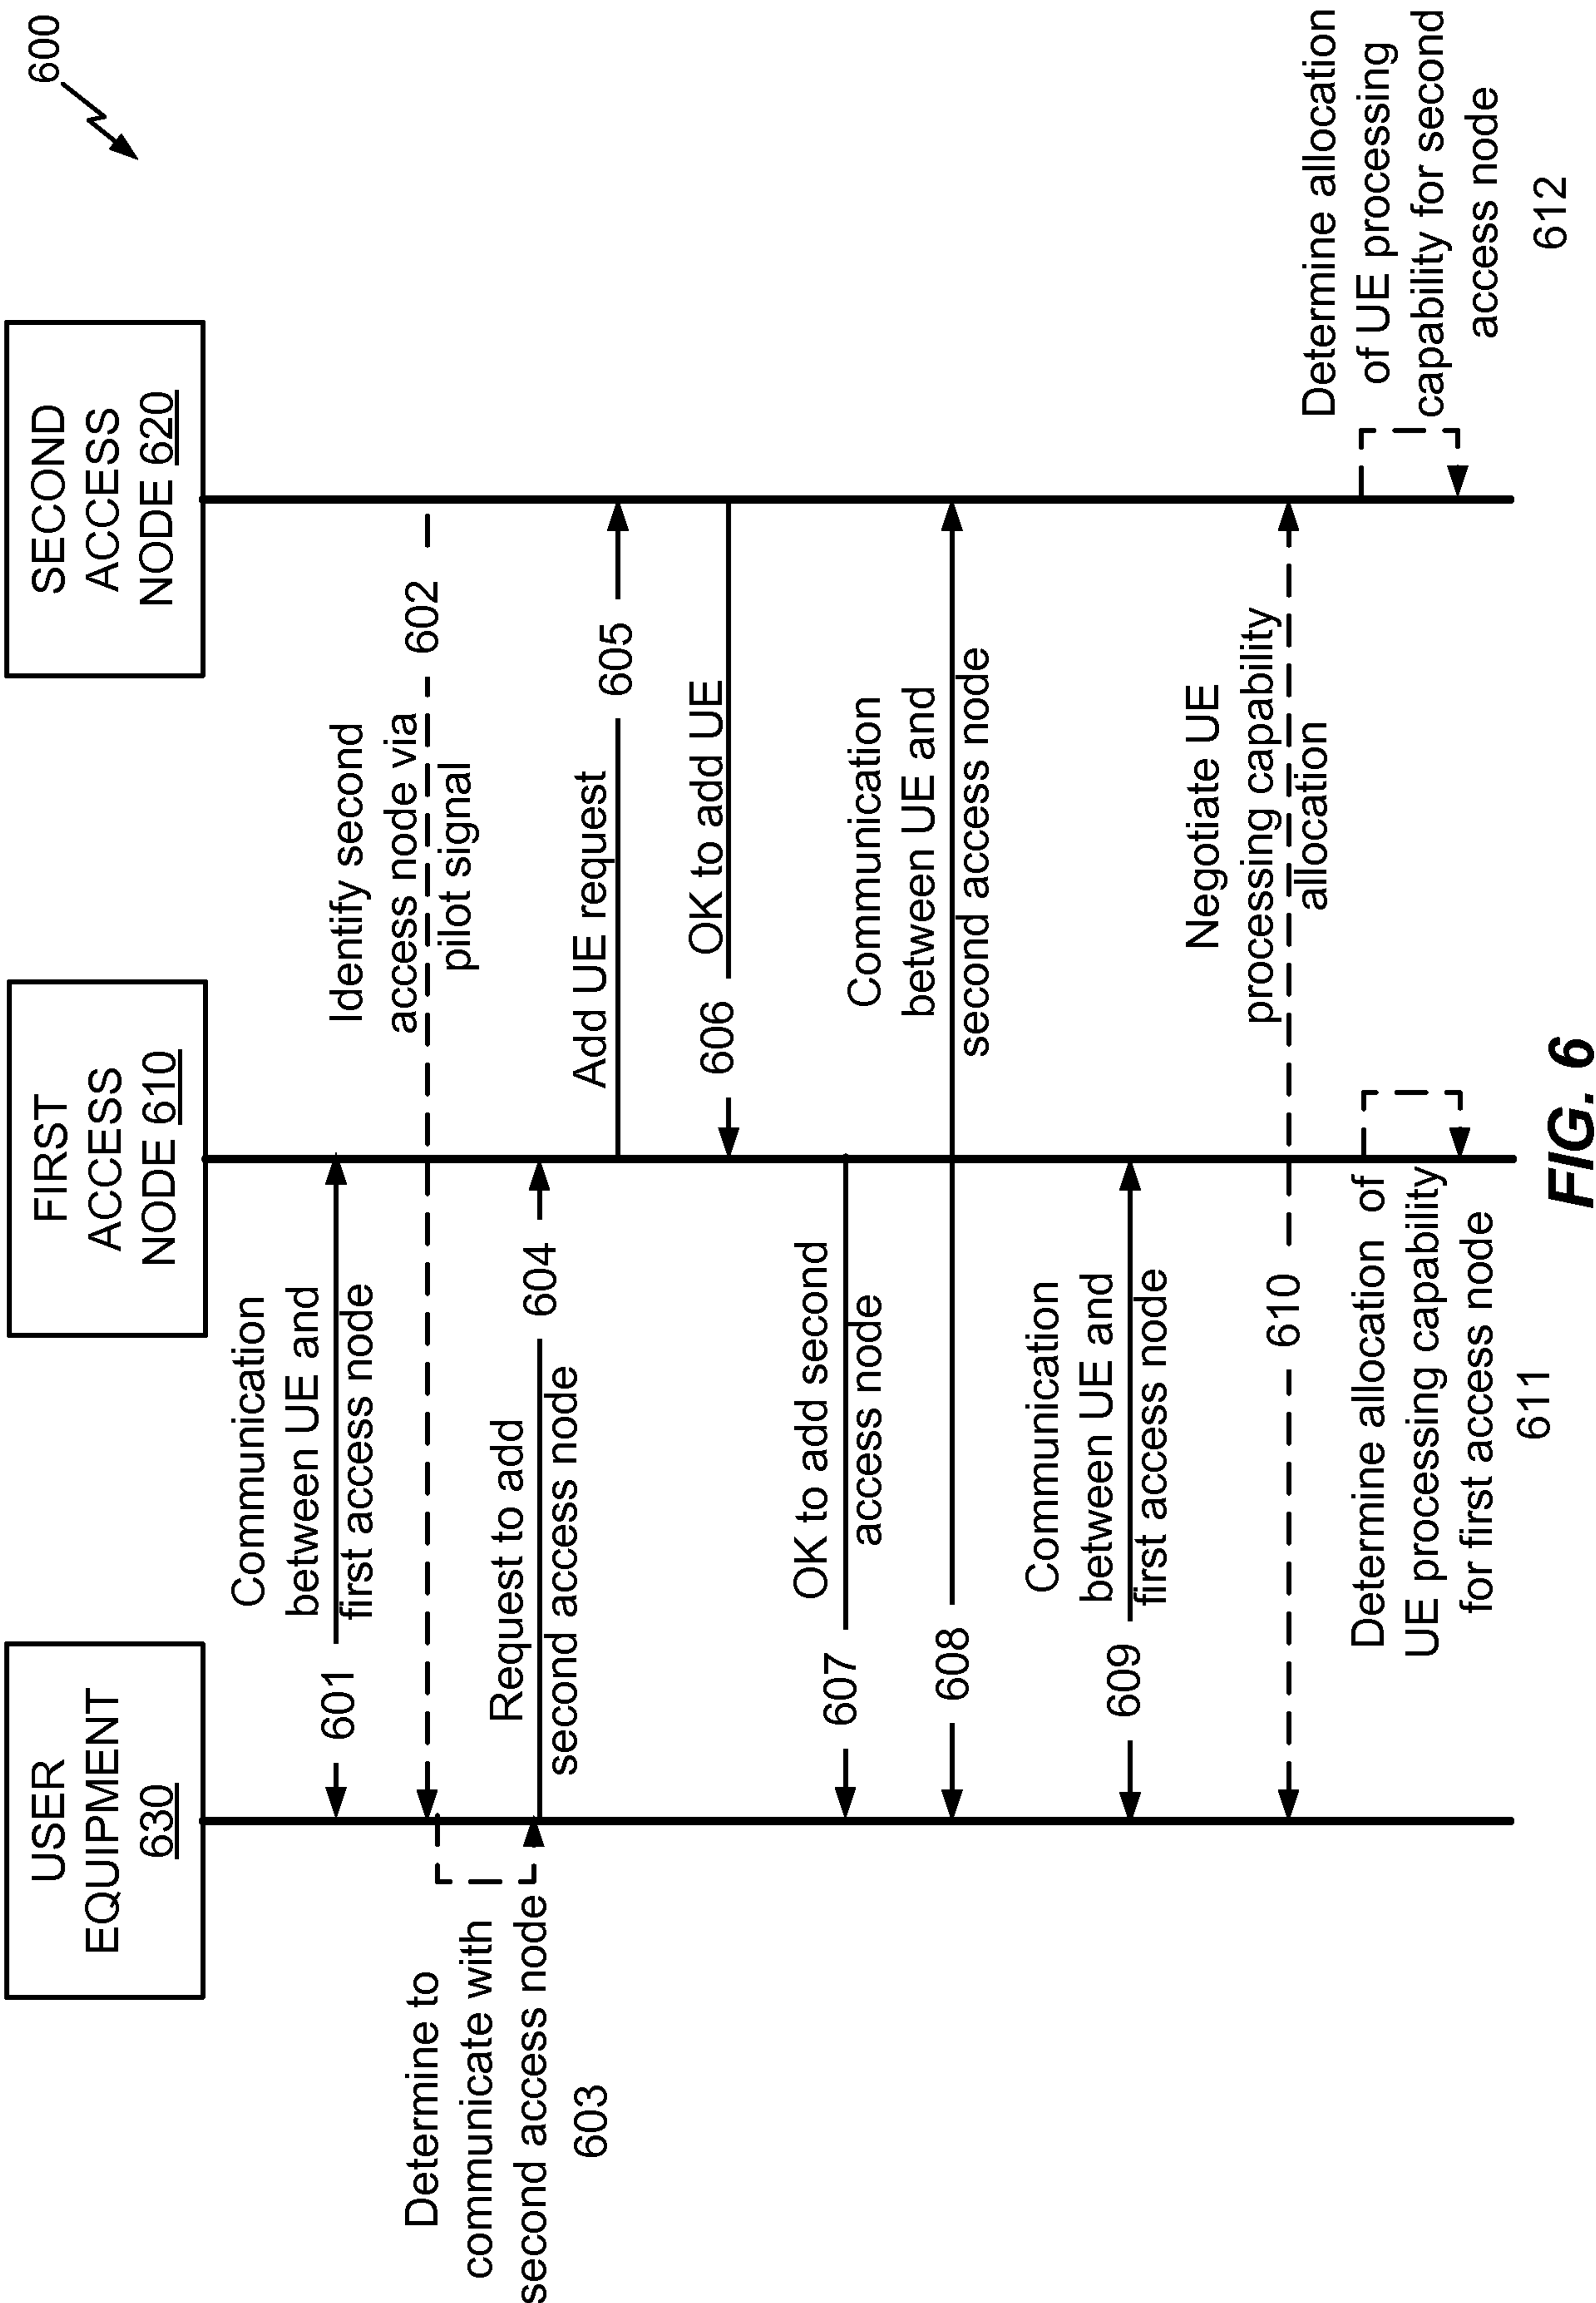 600
USER
EQUIPMENT
630
FIRST
ACCESS
NODE 610
SECOND
ACCESS
NODE 620
Communication
between UE and
first access node
601
Identify second
access node via
pilot signal
602
Determine to
communicate with
second access node
603
Request to add
second access node
604
Add UE request
605
OK to add UE
606
OK to add second
access node
607
Communication
between UE and
second access node
608
Communication
between UE and
first access node
609
Negotiate UE
processing capability
allocation
610
Determine allocation of
UE processing capability
for first access node
611
Determine allocation
of UE processing
capability for second
access node
612
FIG. 6